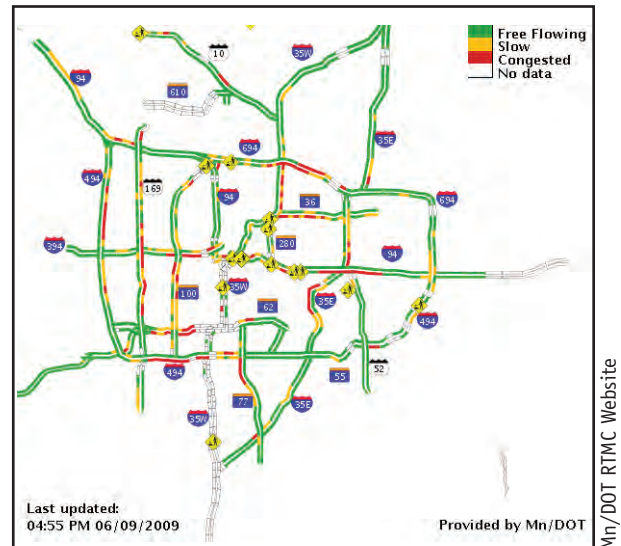 Free Flowing
Slow
Congested
No data
10
35W
94
610
35E
694
494
169
94
36
694
394
280
94
100
35W
62
35E
494
494
55
52
77
35E
35W
Last updated:
04:55 PM 06/09/2009
Provided by Mn/DOT
Mn/DOT RTMC Website